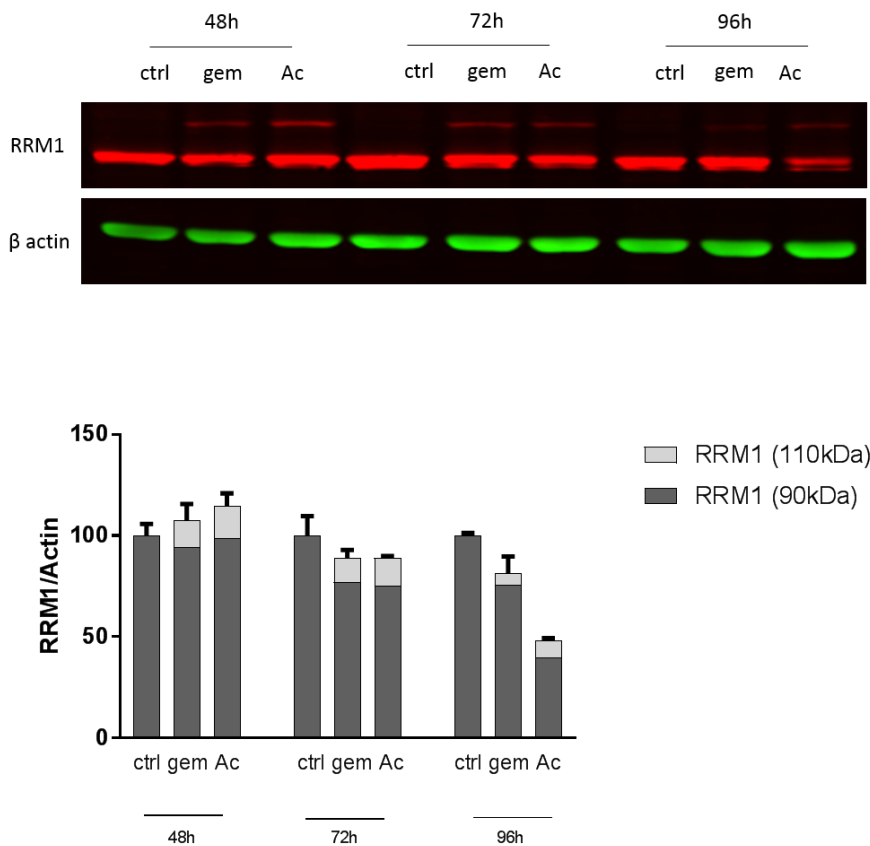 48h 72h 96h
ctrl gem Ac ctrl gem Ac ctrl gem Ac
RRM1
β actin
150
100
50
0
RRM1/Actin
RRM1 (110kDa)
RRM1 (90kDa)
ctrl gem Ac ctrl gem Ac ctrl gem Ac
48h 72h 96h